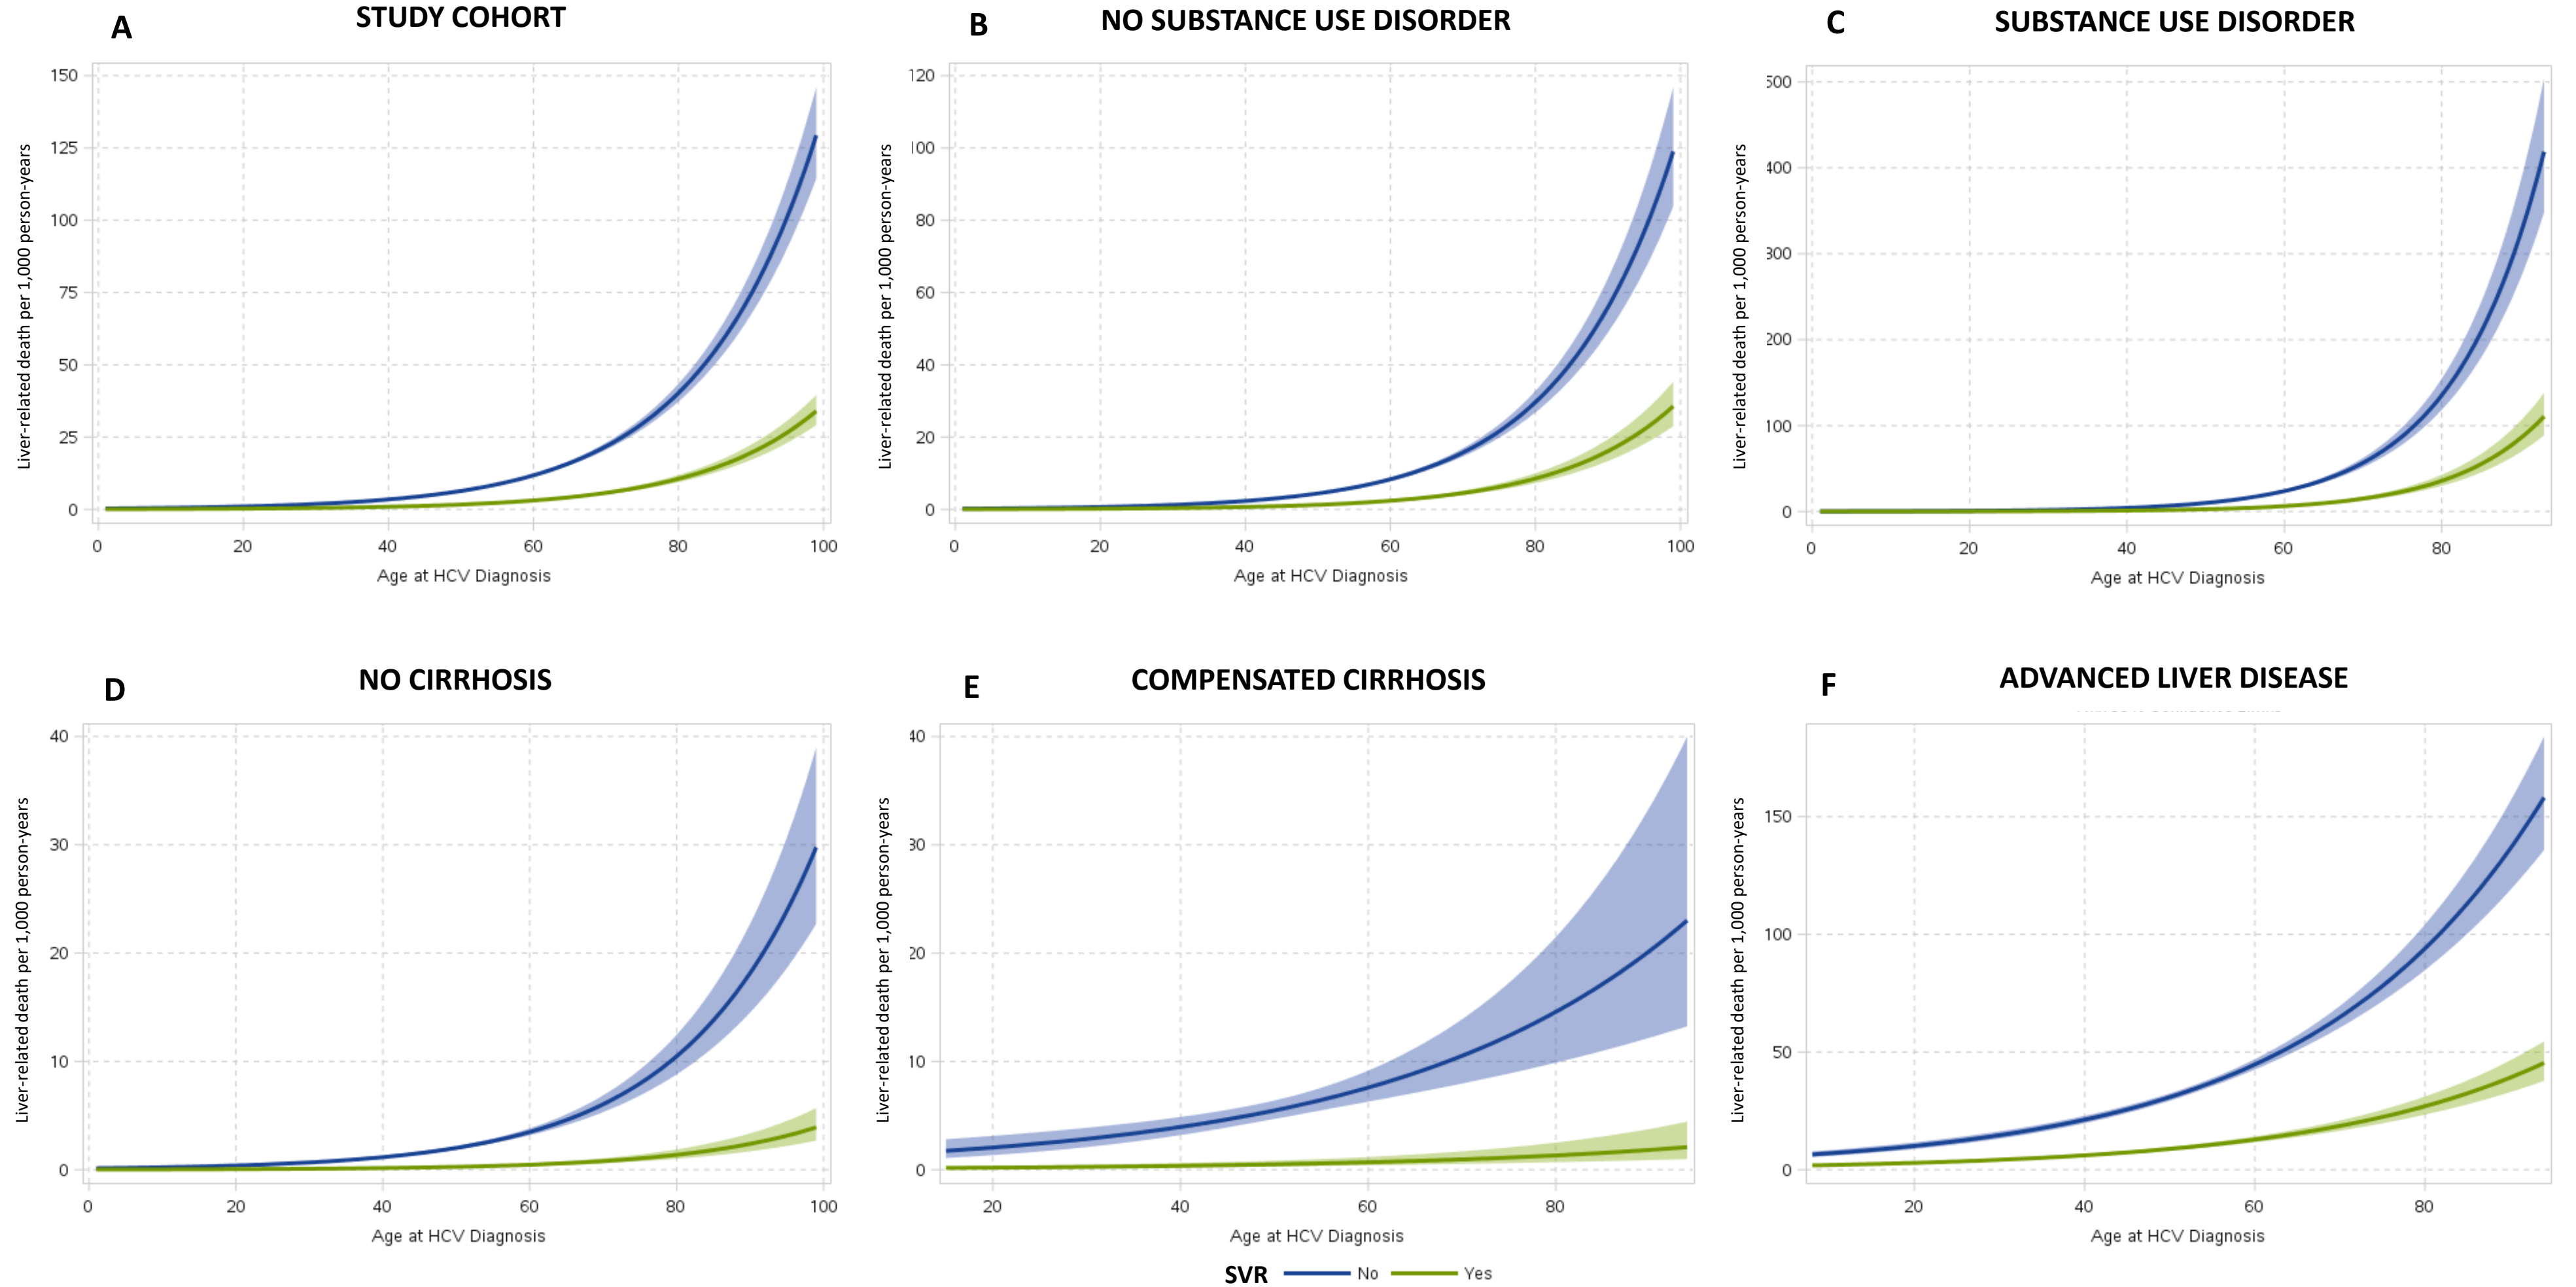 A
STUDY COHORT
Liver-related death per 1,000 person-years
150
125
100
75
50
25
0
0 20 40 60 80 100
Age at HCV Diagnosis
B
NO SUBSTANCE USE DISORDER
Liver-related death per 1,000 person-years
120
100
80
60
40
20
0
0 20 40 60 80 100
Age at HCV Diagnosis
C
SUBSTANCE USE DISORDER
Liver-related death per 1,000 person-years
500
400
300
200
100
0
0 20 40 60 80
Age at HCV Diagnosis
D
NO CIRRHOSIS
Liver-related death per 1,000 person-years
40
30
20
10
0
0 20 40 60 80 100
Age at HCV Diagnosis
E
COMPENSATED CIRRHOSIS
Liver-related death per 1,000 person-years
40
30
20
10
0
20 40 60 80
Age at HCV Diagnosis
F
ADVANCED LIVER DISEASE
Liver-related death per 1,000 person-years
150
100
50
0
20 40 60 80
Age at HCV Diagnosis
SVR No Yes